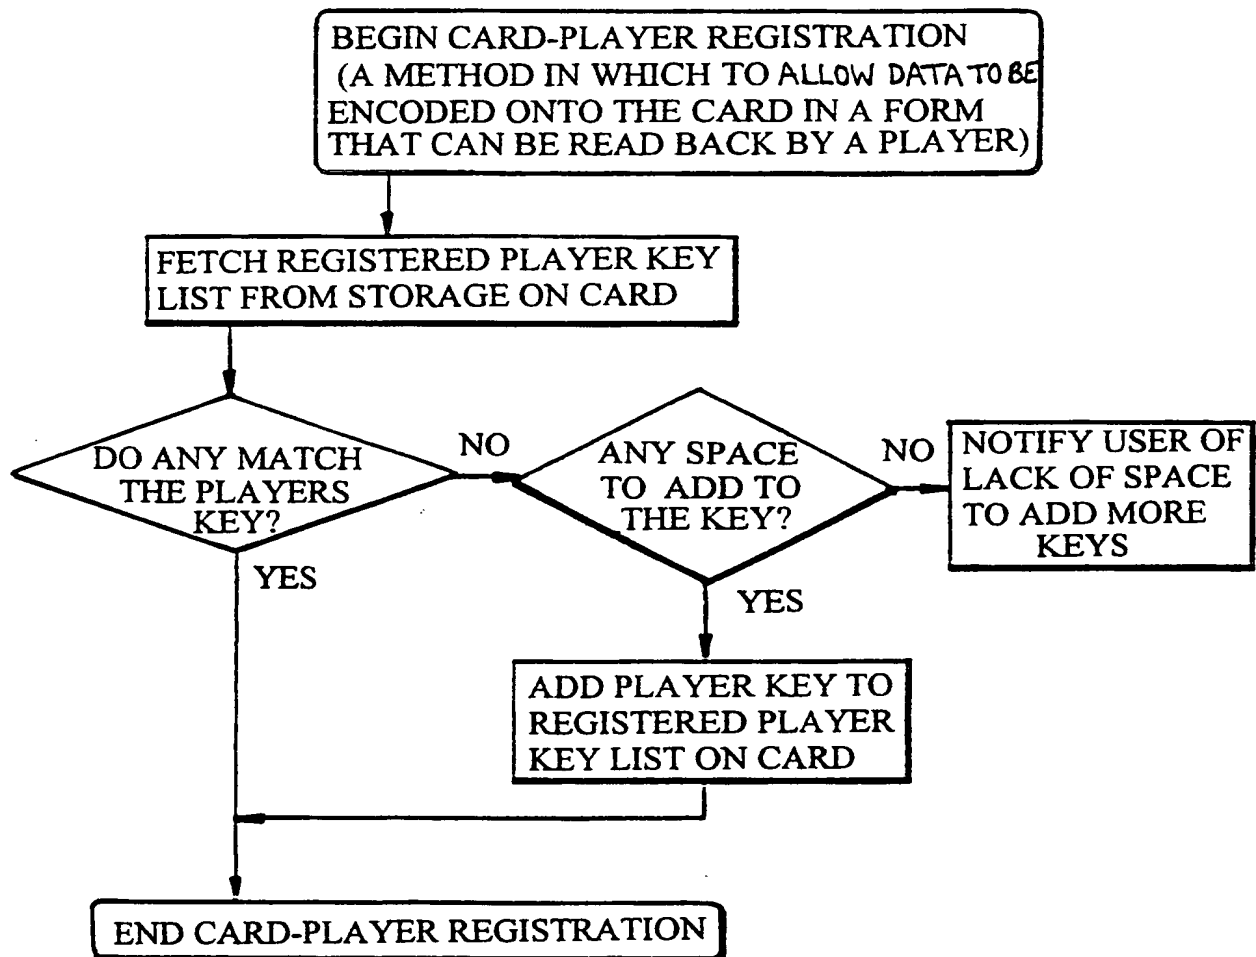 BEGIN CARD-PLAYER REGISTRATION
(A METHOD IN WHICH TO ALLOW DATA TO BE
ENCODED ONTO THE CARD IN A FORM
THAT CAN BE READ BACK BY A PLAYER)
FETCH REGISTERED PLAYER KEY
LIST FROM STORAGE ON CARD
DO ANY MATCH
THE PLAYERS
KEY?
NO
YES
ANY SPACE
TO ADD TO
THE KEY?
NO
YES
NOTIFY USER OF
LACK OF SPACE
TO ADD MORE
KEYS
ADD PLAYER KEY TO
REGISTERED PLAYER
KEY LIST ON CARD
END CARD-PLAYER REGISTRATION